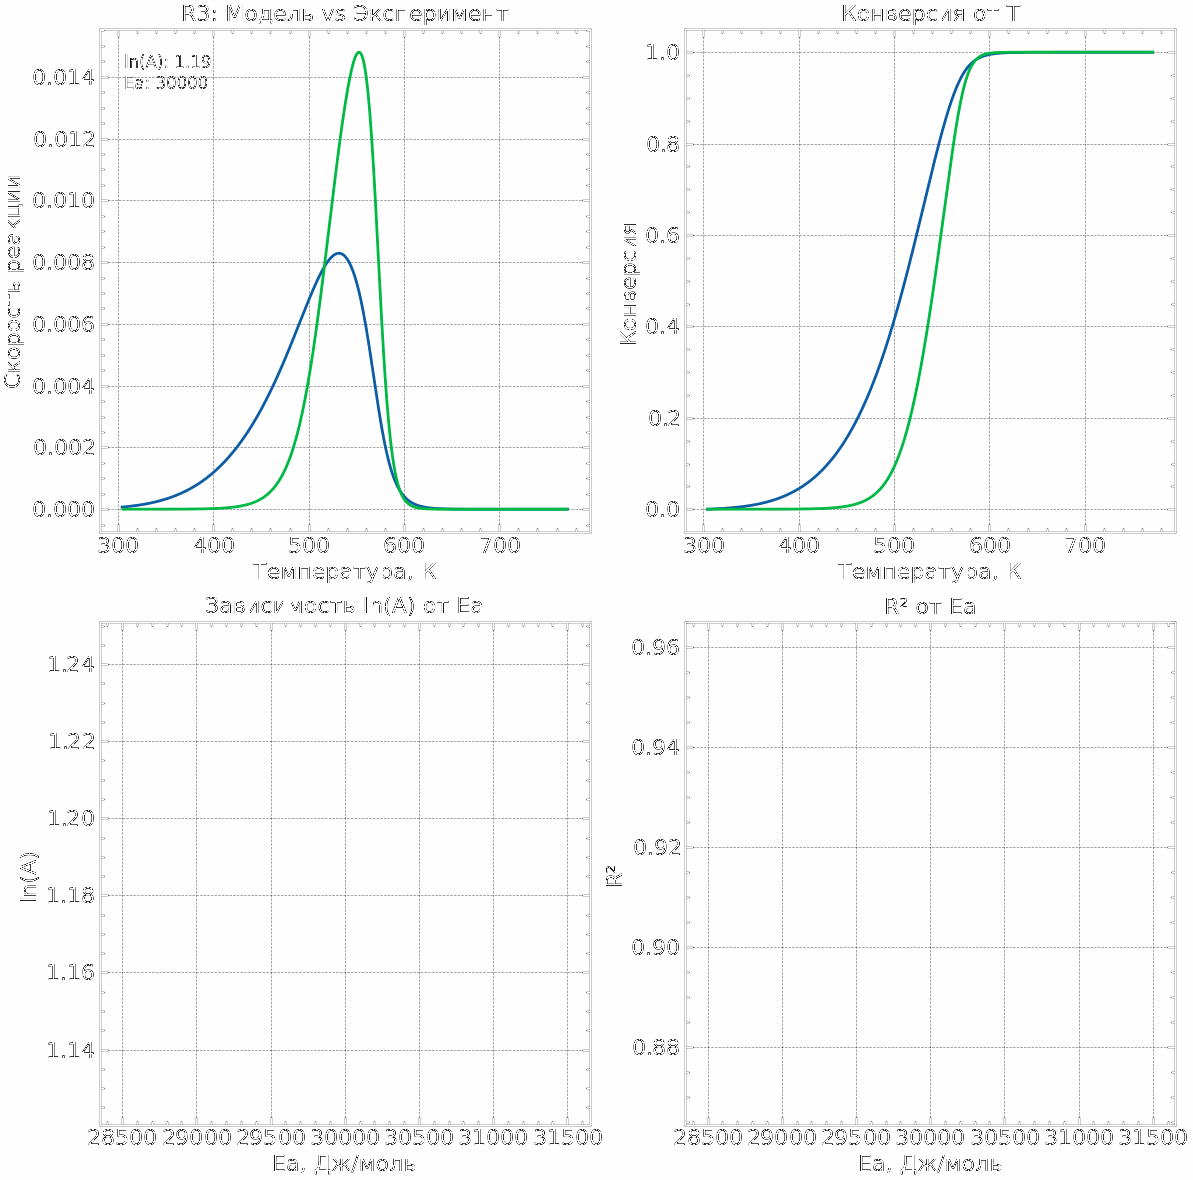 R3: Модель vs Эксперимент
ln(A): 1.19
Ea: 30000
0.014
0.012
0.010
0.008
0.006
0.004
0.002
0.000
Скорость реакции
300 400 500 600 700
Температура, K
Конверсия от T
1.0
0.8
0.6
0.4
0.2
0.0
Конверсия
300 400 500 600 700
Температура, K
Зависимость ln(A) от Ea
1.24
1.22
1.20
1.18
1.16
1.14
ln(A)
28500 29000 29500 30000 30500 31000 31500
Ea, Дж/моль
R² от Ea
0.96
0.94
0.92
0.90
0.88
R²
28500 29000 29500 30000 30500 31000 31500
Ea, Дж/моль